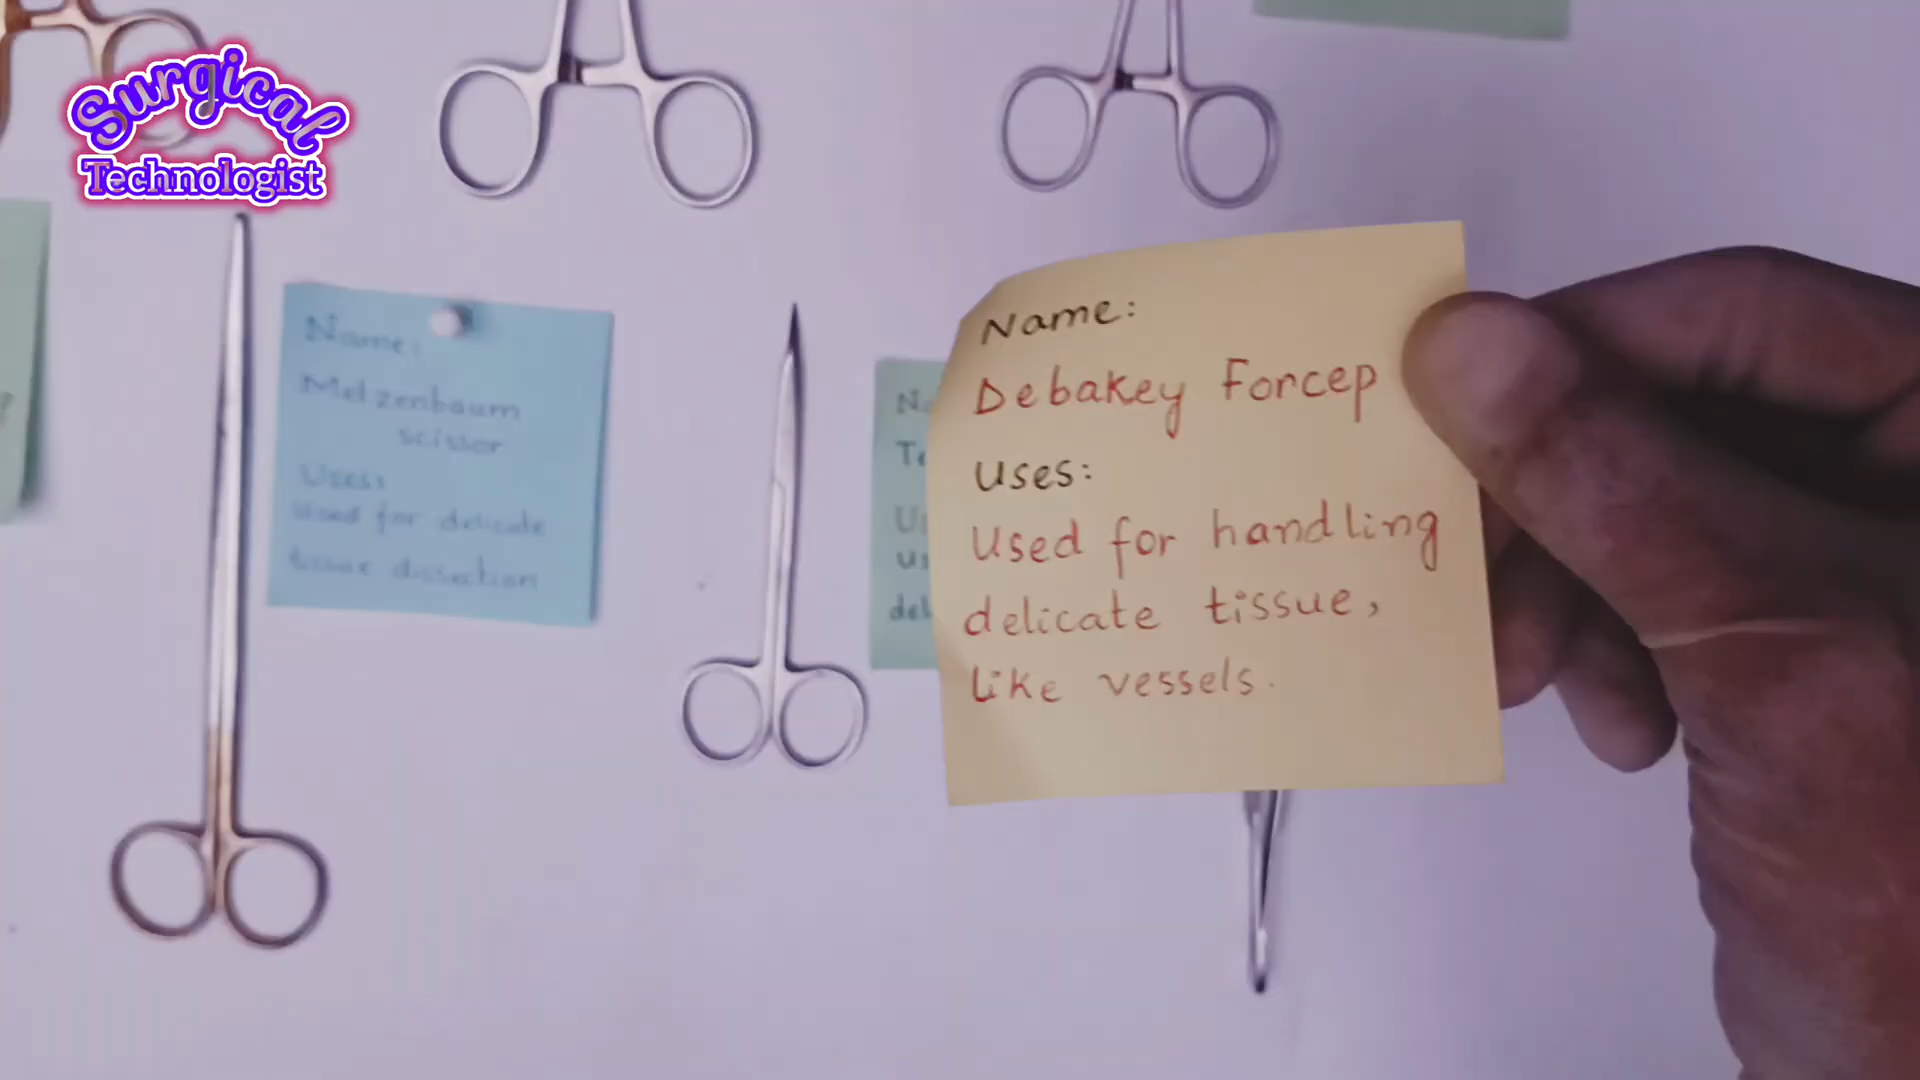 Surgical
Technologist
?
Name:
Metzenbaum
scissor
Uses:
used for delicate
tissue dissection
Name:
Debakey Forcep
Uses:
Used for handling
delicate tissue,
like vessels.